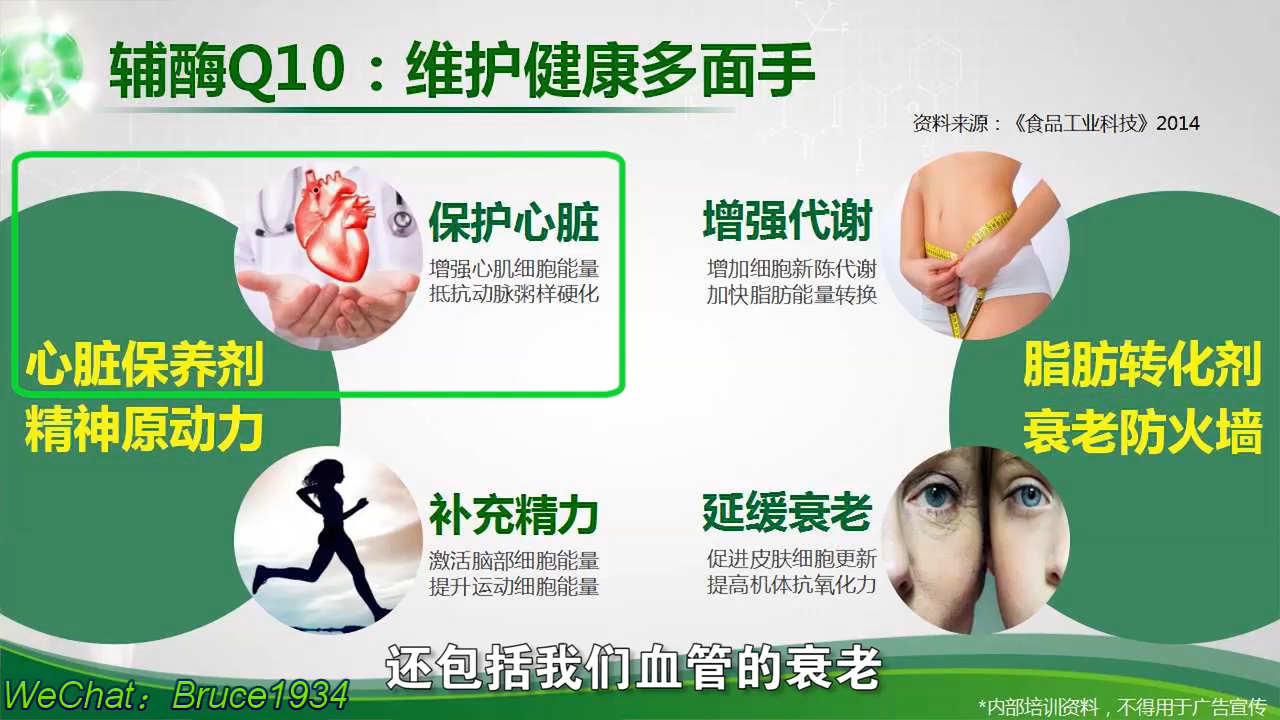 辅酶Q10：维护健康多面手
资料来源：《食品工业科技》2014
保护心脏
增强心肌细胞能量
抵抗动脉粥样硬化
增强代谢
增加细胞新陈代谢
加快脂肪能量转换
心脏保养剂
精神原动力
脂肪转化剂
衰老防火墙
补充精力
激活脑部细胞能量
提升运动细胞能量
延缓衰老
促进皮肤细胞更新
提高机体抗氧化力
还包括我们血管的衰老
WeChat：Bruce1934
*内部培训资料，不得用于广告宣传